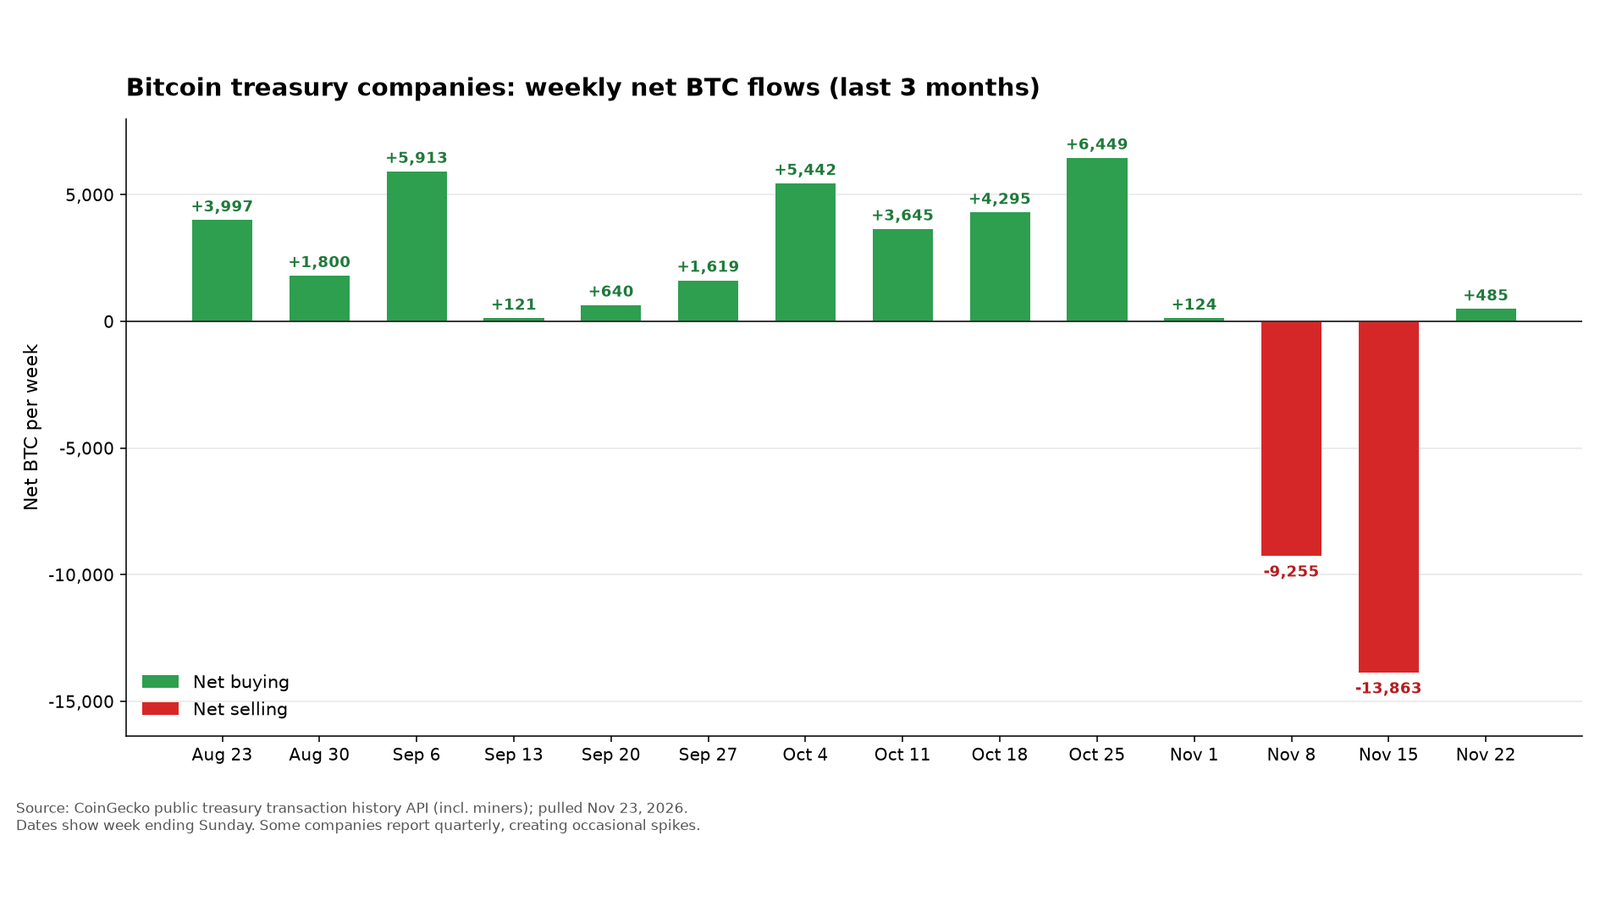 Bitcoin treasury companies: weekly net BTC flows (last 3 months)
Net BTC per week
5,000
0
-5,000
-10,000
-15,000
+3,997
+1,800
+5,913
+121
+640
+1,619
+5,442
+3,645
+4,295
+6,449
+124
-9,255
-13,863
+485
Net buying
Net selling
Aug 23
Aug 30
Sep 6
Sep 13
Sep 20
Sep 27
Oct 4
Oct 11
Oct 18
Oct 25
Nov 1
Nov 8
Nov 15
Nov 22
Source: CoinGecko public treasury transaction history API (incl. miners); pulled Nov 23, 2026.
Dates show week ending Sunday. Some companies report quarterly, creating occasional spikes.